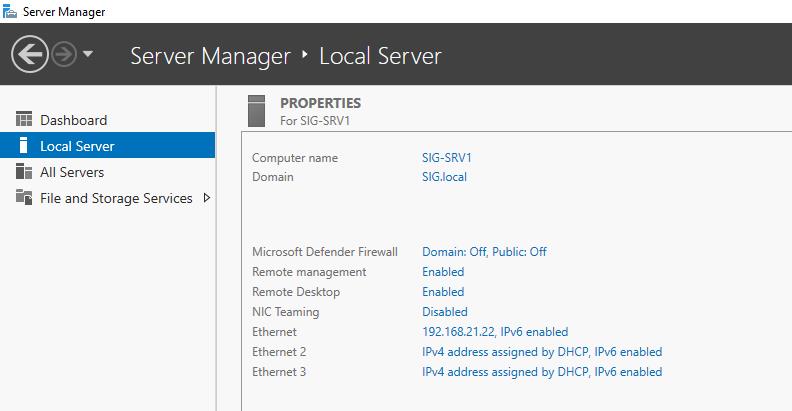 Server Manager
Server Manager ‣ Local Server
Dashboard
Local Server
All Servers
File and Storage Services
PROPERTIES
For SIG-SRV1
Computer name SIG-SRV1
Domain SIG.local
Microsoft Defender Firewall Domain: Off, Public: Off
Remote management Enabled
Remote Desktop Enabled
NIC Teaming Disabled
Ethernet 192.168.21.22, IPv6 enabled
Ethernet 2 IPv4 address assigned by DHCP, IPv6 enabled
Ethernet 3 IPv4 address assigned by DHCP, IPv6 enabled